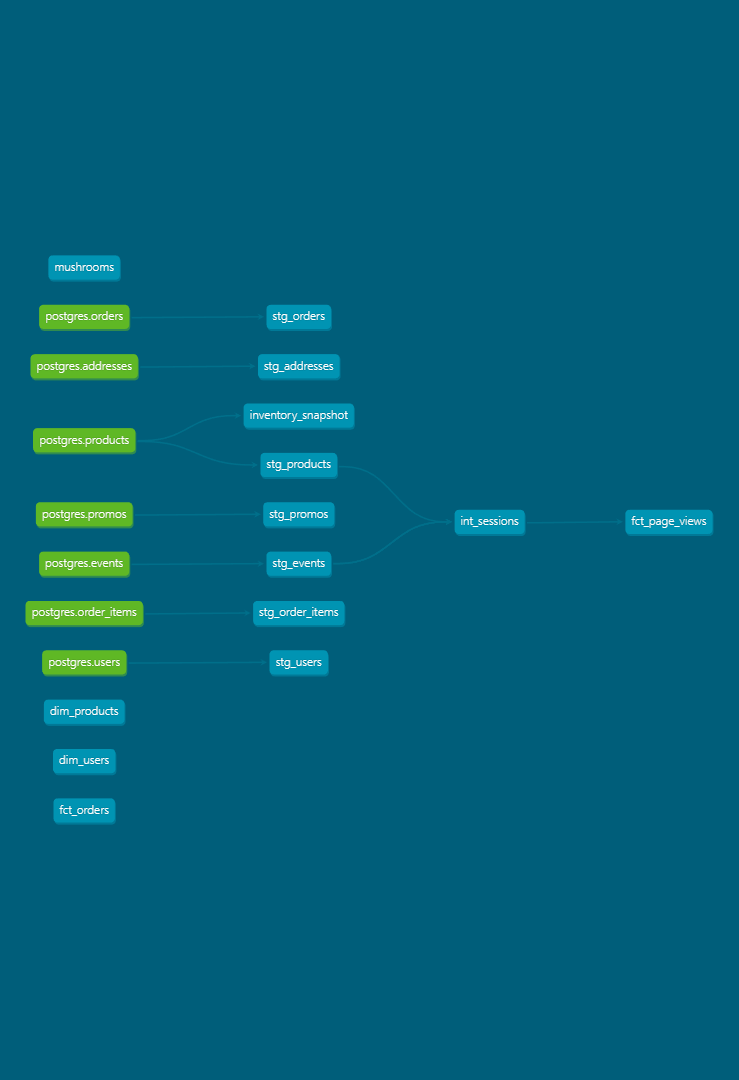 mushrooms
postgres.orders
stg_orders
postgres.addresses
stg_addresses
inventory_snapshot
postgres.products
stg_products
postgres.promos
stg_promos
int_sessions
fct_page_views
postgres.events
stg_events
postgres.order_items
stg_order_items
postgres.users
stg_users
dim_products
dim_users
fct_orders